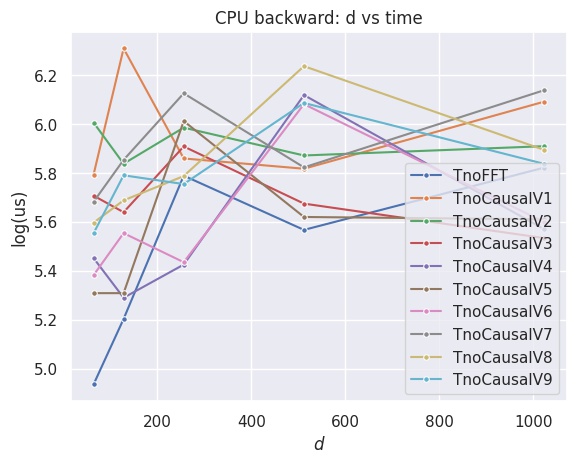 CPU backward: d vs time
log(us)
6.2
6.0
5.8
5.6
5.4
5.2
5.0
200
400
600
800
1000
d
TnoFFT
TnoCausalV1
TnoCausalV2
TnoCausalV3
TnoCausalV4
TnoCausalV5
TnoCausalV6
TnoCausalV7
TnoCausalV8
TnoCausalV9